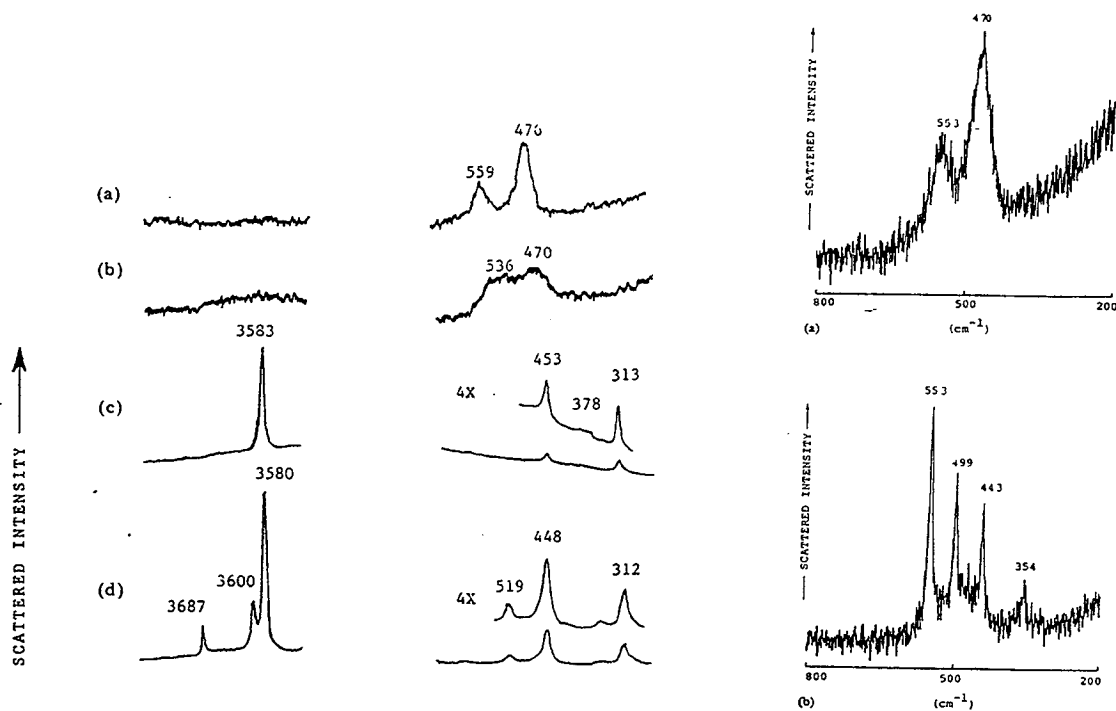 SCATTERED INTENSITY
(a)
559
470
(b)
536
470
(c)
3583
4X
453
378
313
(d)
3687
3600
3580
4X
519
448
312
SCATTERED INTENSITY
470
553
800
500
200
(a)
(cm⁻¹)
SCATTERED INTENSITY
553
499
443
354
800
500
200
(b)
(cm⁻¹)